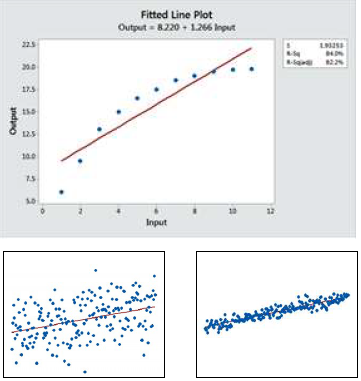 Fitted Line Plot
Output = 8.220 + 1.266 Input
22.5
20.0
17.5
15.0
12.5
10.0
7.5
5.0
Output
0 2 4 6 8 10 12
Input
S 1.93253
R-Sq 84.0%
R-Sq(adj) 82.2%